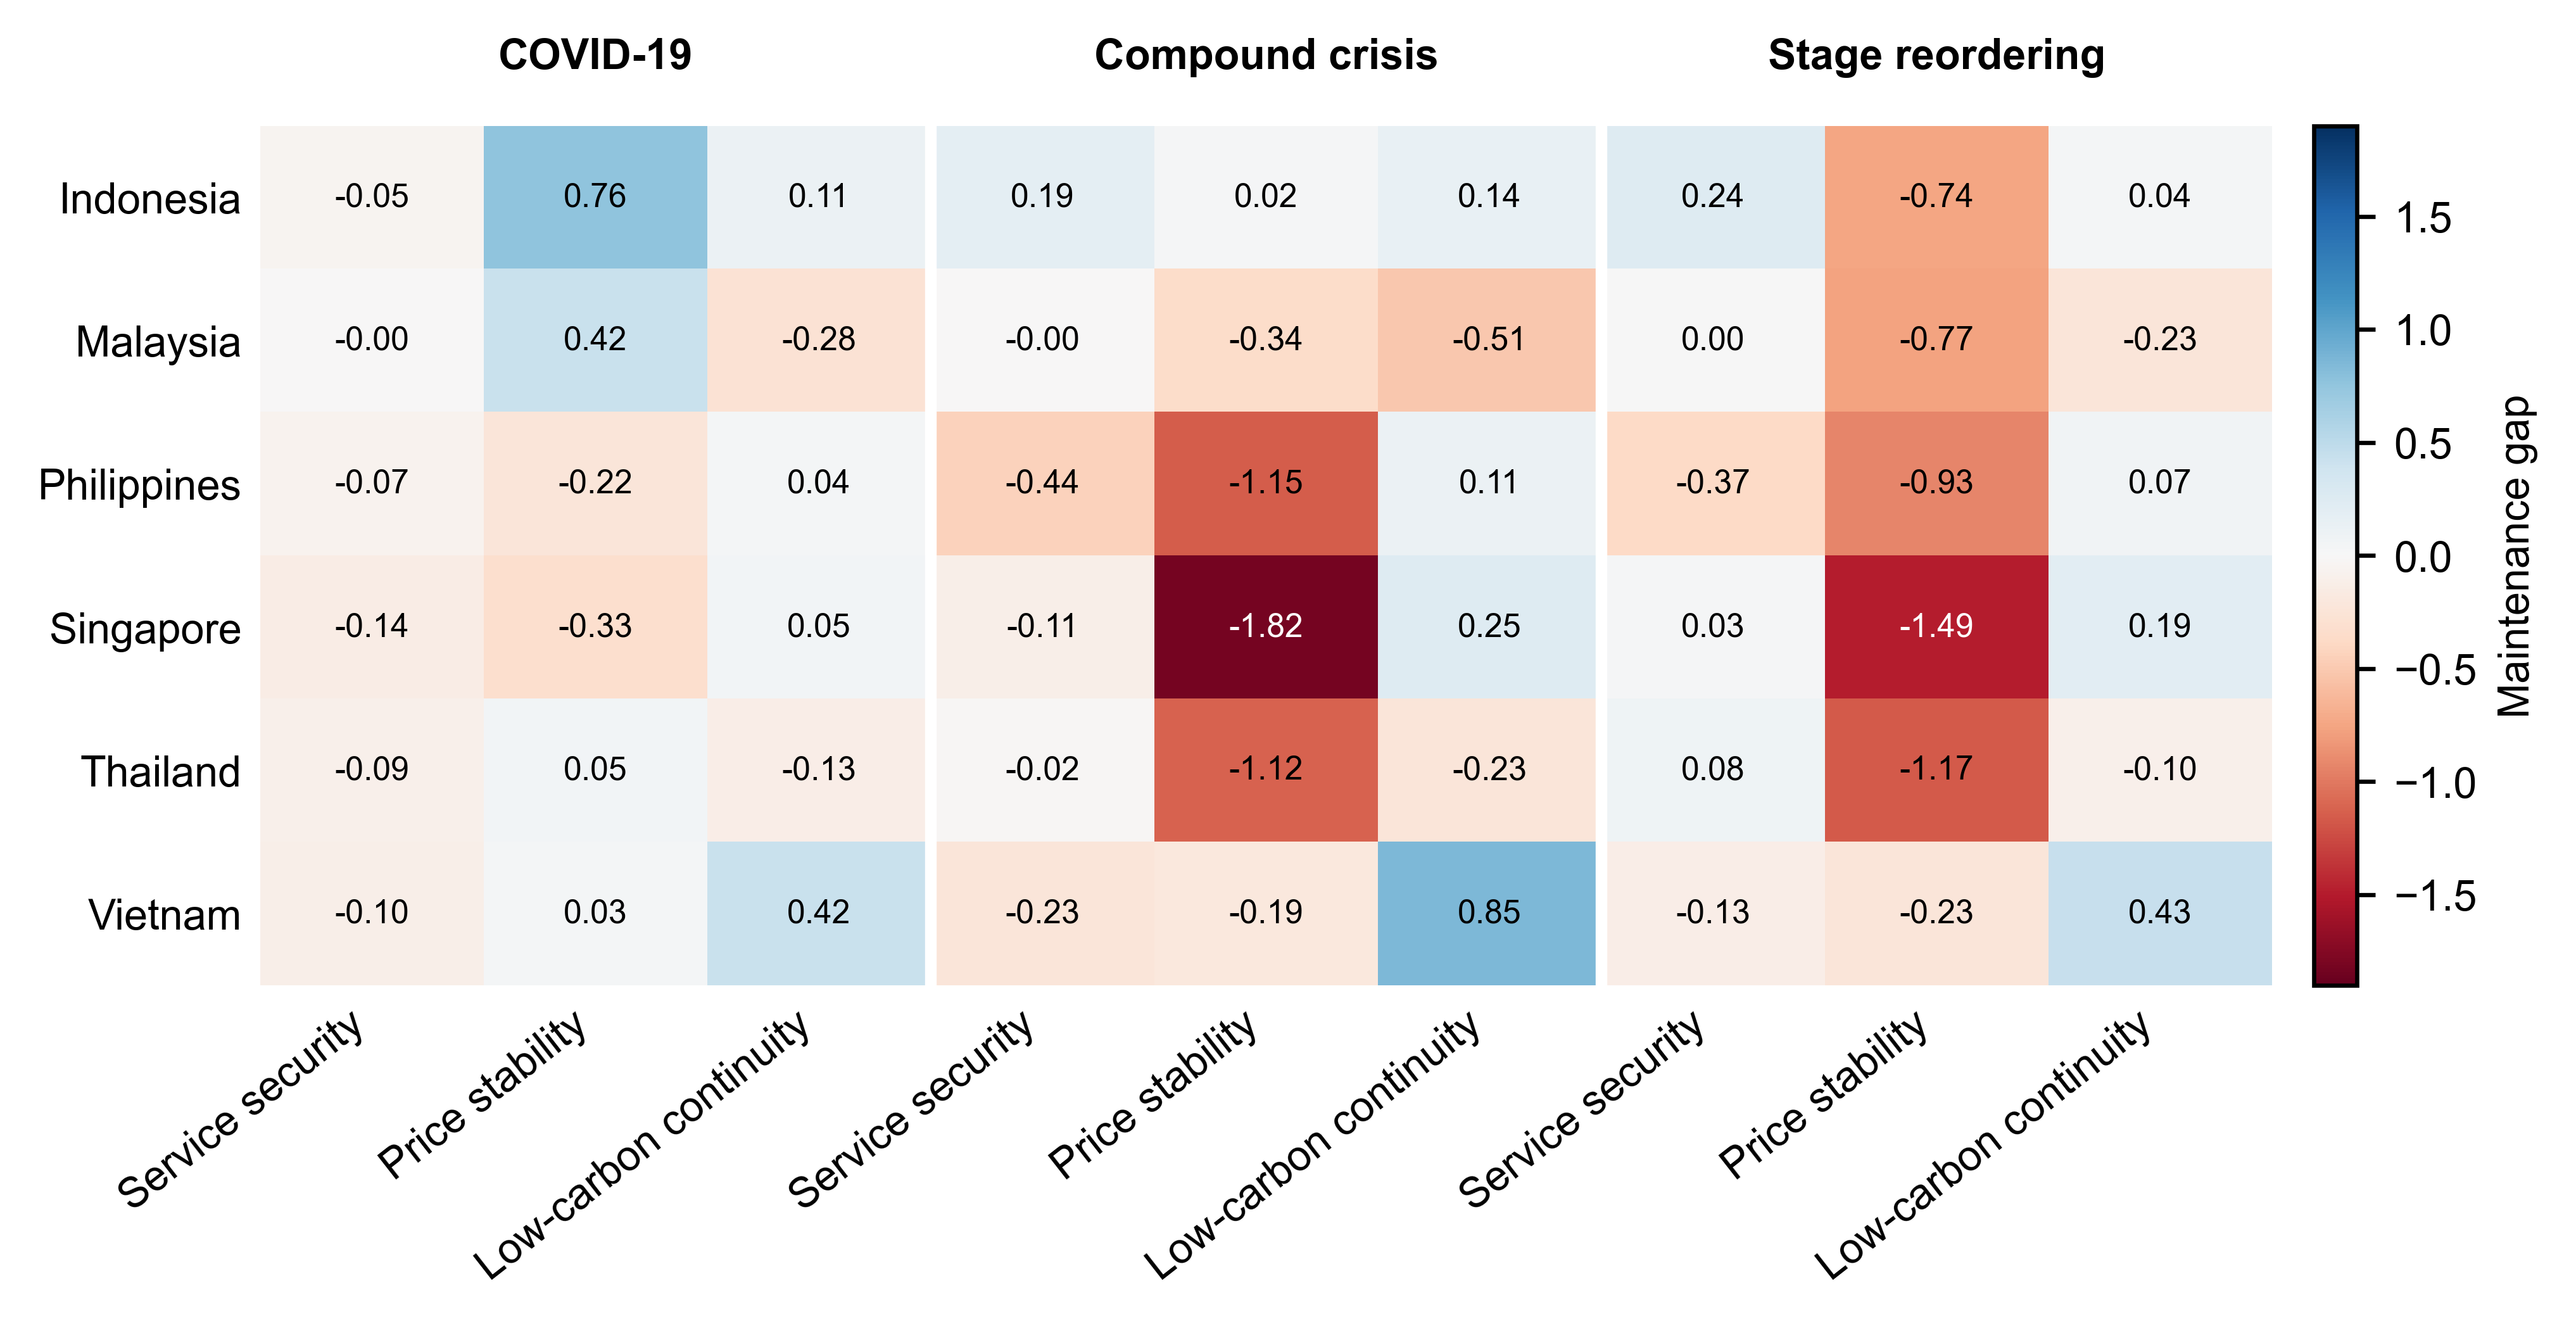 COVID-19 Compound crisis Stage reordering
Indonesia -0.05 0.76 0.11 0.19 0.02 0.14 0.24 -0.74 0.04
Malaysia -0.00 0.42 -0.28 -0.00 -0.34 -0.51 0.00 -0.77 -0.23
Philippines -0.07 -0.22 0.04 -0.44 -1.15 0.11 -0.37 -0.93 0.07
Singapore -0.14 -0.33 0.05 -0.11 -1.82 0.25 0.03 -1.49 0.19
Thailand -0.09 0.05 -0.13 -0.02 -1.12 -0.23 0.08 -1.17 -0.10
Vietnam -0.10 0.03 0.42 -0.23 -0.19 0.85 -0.13 -0.23 0.43
Service security
Price stability
Low-carbon continuity
Service security
Price stability
Low-carbon continuity
Service security
Price stability
Low-carbon continuity
1.5
1.0
0.5
0.0
−0.5
−1.0
−1.5
Maintenance gap